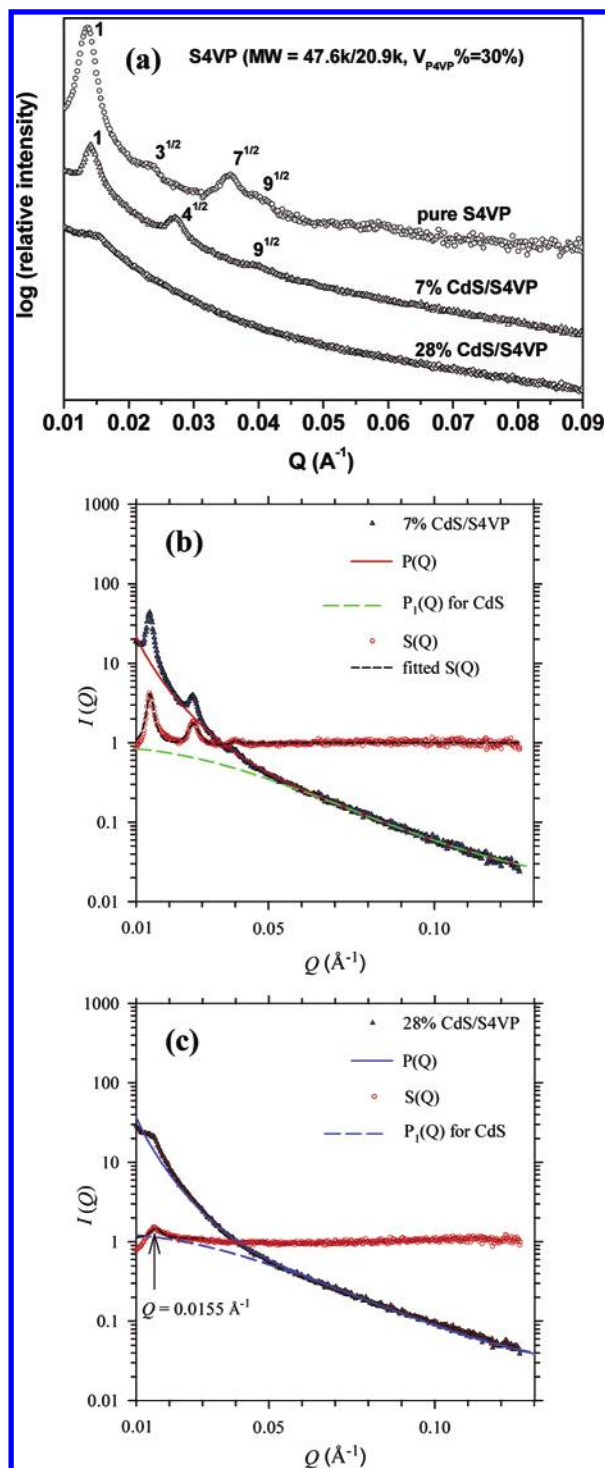 (a) S4VP (MW = 47.6k/20.9k, V_P4VP%=30%)
1
3^1/2
7^1/2
9^1/2
pure S4VP
1
4^1/2
9^1/2
7% CdS/S4VP
28% CdS/S4VP
log (relative intensity)
0.01 0.02 0.03 0.04 0.05 0.06 0.07 0.08 0.09
Q (A^-1)
(b)
7% CdS/S4VP
P(Q)
P₁(Q) for CdS
S(Q)
fitted S(Q)
I(Q)
1000
100
10
1
0.1
0.01
0.01 0.05 0.10
Q (Å^-1)
(c)
28% CdS/S4VP
P(Q)
S(Q)
P₁(Q) for CdS
Q = 0.0155 Å^-1
I(Q)
1000
100
10
1
0.1
0.01
0.01 0.05 0.10
Q (Å^-1)